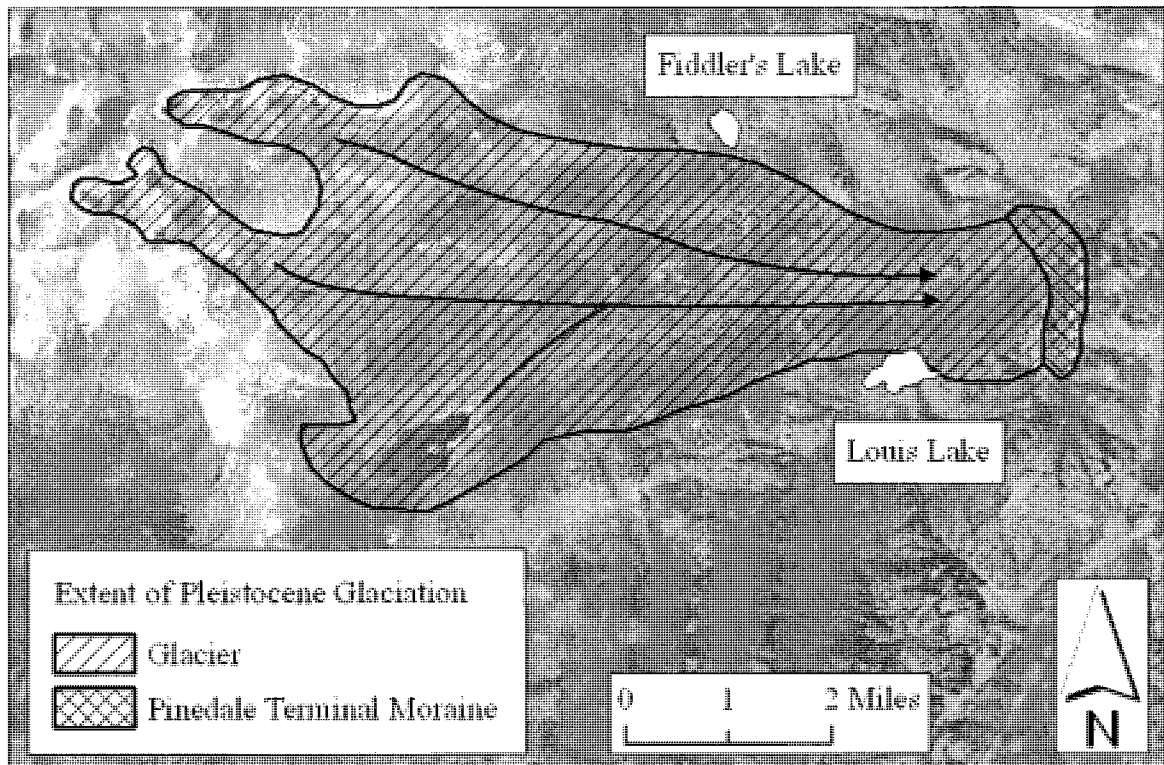 Fiddler's Lake
Louis Lake
Extent of Pleistocene Glaciation
Glacier
Pinedale Terminal Moraine
0 1 2 Miles
N